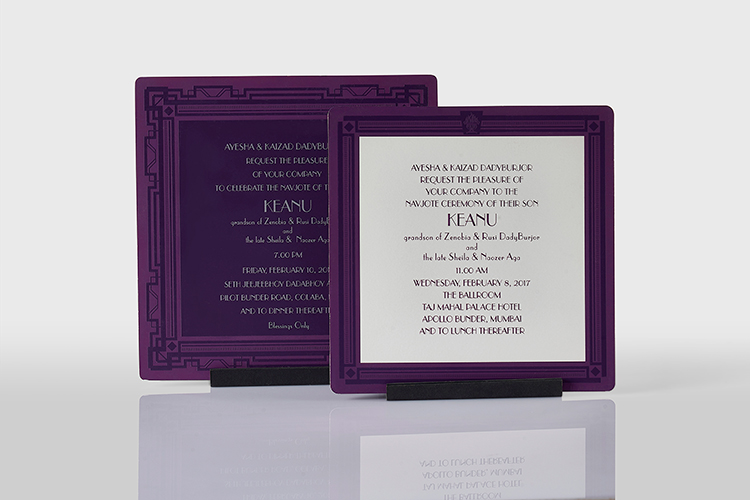 AYESHA & KAIZAD DADYBURJOR
REQUEST THE PLEASURE
OF YOUR COMPANY
TO CELEBRATE THE NAVJOTE OF
KEANU
grandson of Zenobia & Rusi DadyBurjor
and
the late Sheila & Naozer Aga
7.00 PM
FRIDAY, FEBRUARY 10,
SETH JEEJEEBHOY DADABHOY
PILOT BUNDER ROAD, COLABA,
AND TO DINNER THEREAFTER
Blessings Only
AYESHA & KAIZAD DADYBURJOR
REQUEST THE PLEASURE OF
YOUR COMPANY TO THE
NAVJOTE CEREMONY OF THEIR SON
KEANU
grandson of Zenobia & Rusi DadyBurjor
and
the late Sheila & Naozer Aga
11.00 AM
WEDNESDAY, FEBRUARY 8, 2017
THE BALLROOM
TAJ MAHAL PALACE HOTEL
APOLLO BUNDER, MUMBAI
AND TO LUNCH THEREAFTER